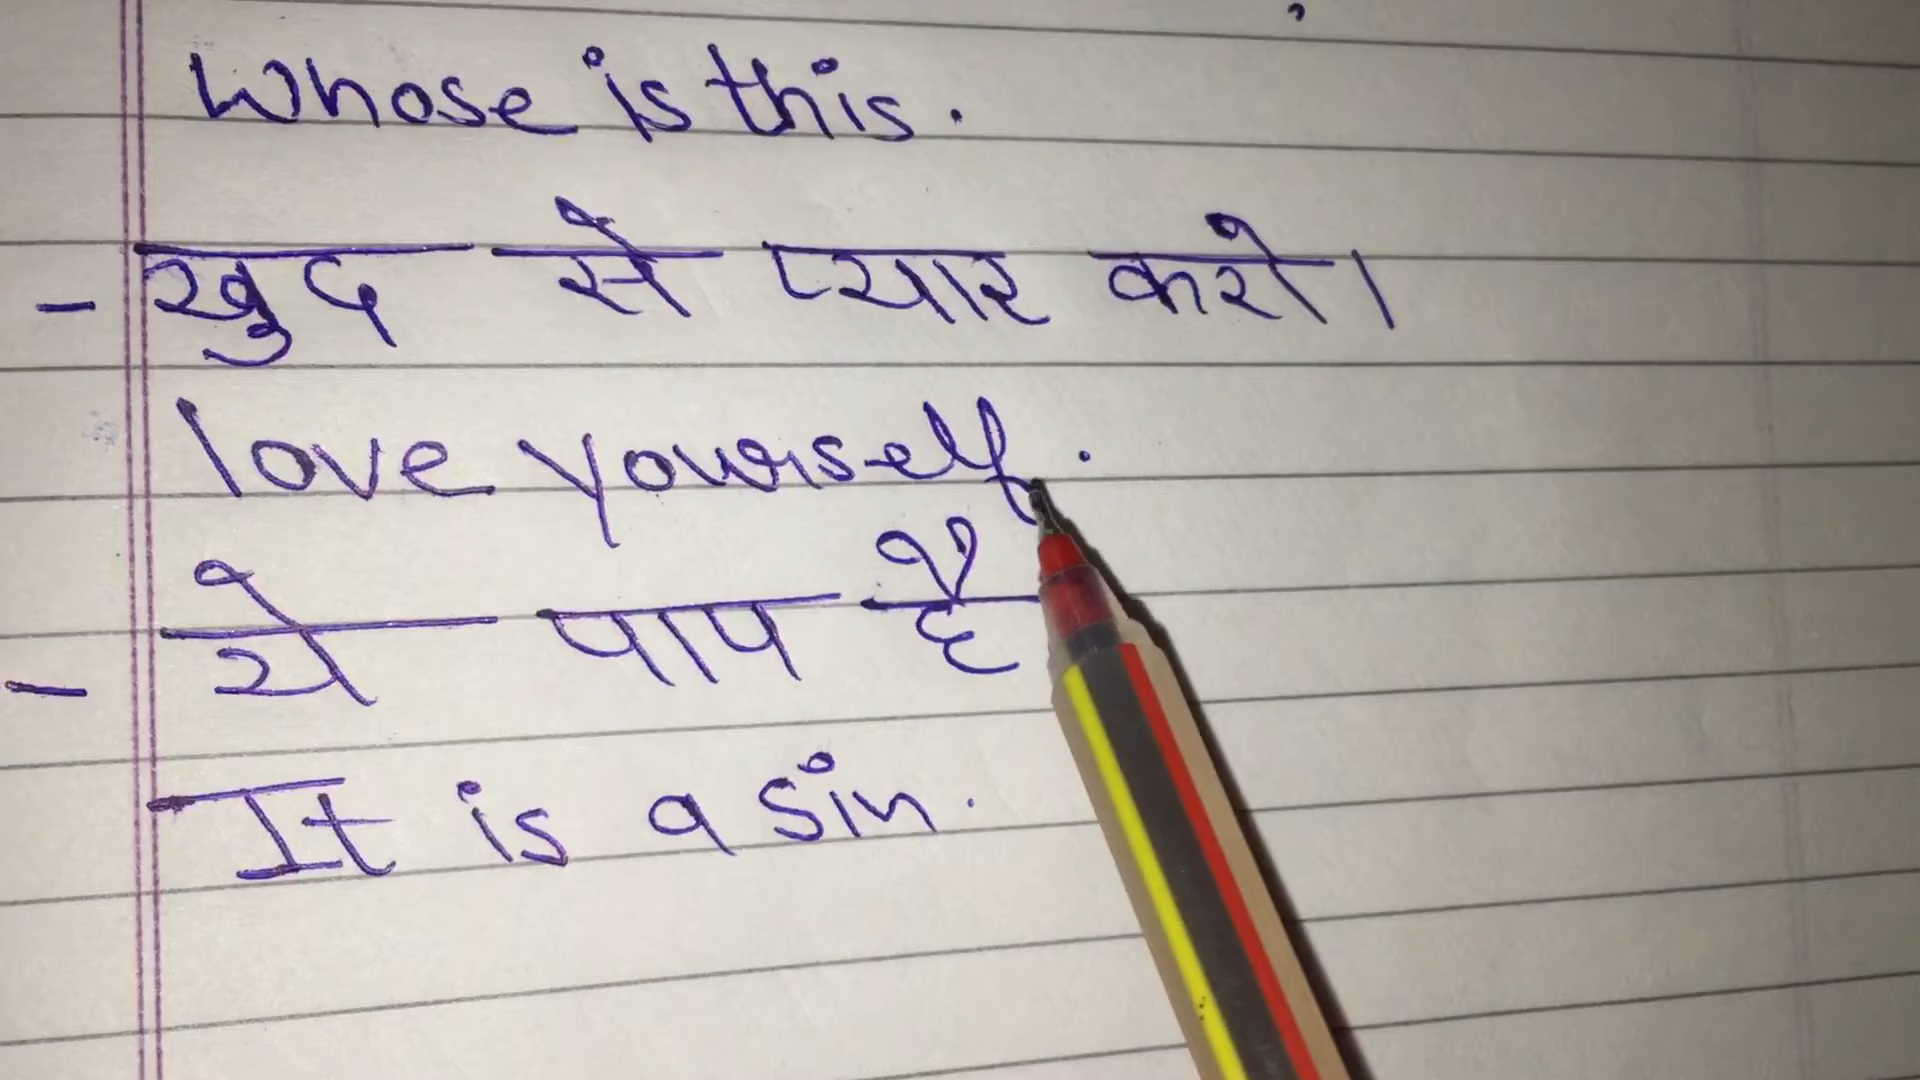 Whose is this.
- खुद से प्यार करो।
love yourself.
- ये पाप है
It is a sin.